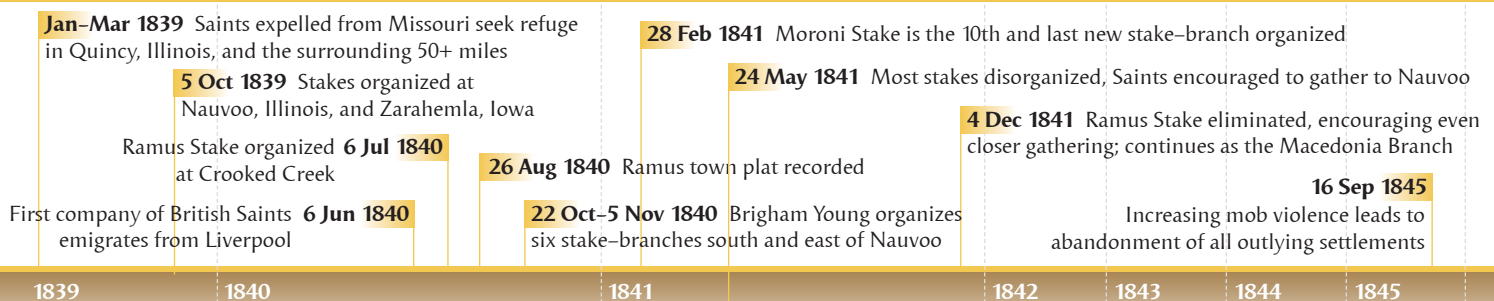 Jan–Mar 1839 Saints expelled from Missouri seek refuge
in Quincy, Illinois, and the surrounding 50+ miles
5 Oct 1839 Stakes organized at
Nauvoo, Illinois, and Zarahemla, Iowa
Ramus Stake organized 6 Jul 1840
at Crooked Creek
First company of British Saints 6 Jun 1840
emigrates from Liverpool
26 Aug 1840 Ramus town plat recorded
22 Oct–5 Nov 1840 Brigham Young organizes
six stake–branches south and east of Nauvoo
28 Feb 1841 Moroni Stake is the 10th and last new stake–branch organized
24 May 1841 Most stakes disorganized, Saints encouraged to gather to Nauvoo
4 Dec 1841 Ramus Stake eliminated, encouraging even
closer gathering; continues as the Macedonia Branch
16 Sep 1845
Increasing mob violence leads to
abandonment of all outlying settlements
1839 1840 1841 1842 1843 1844 1845